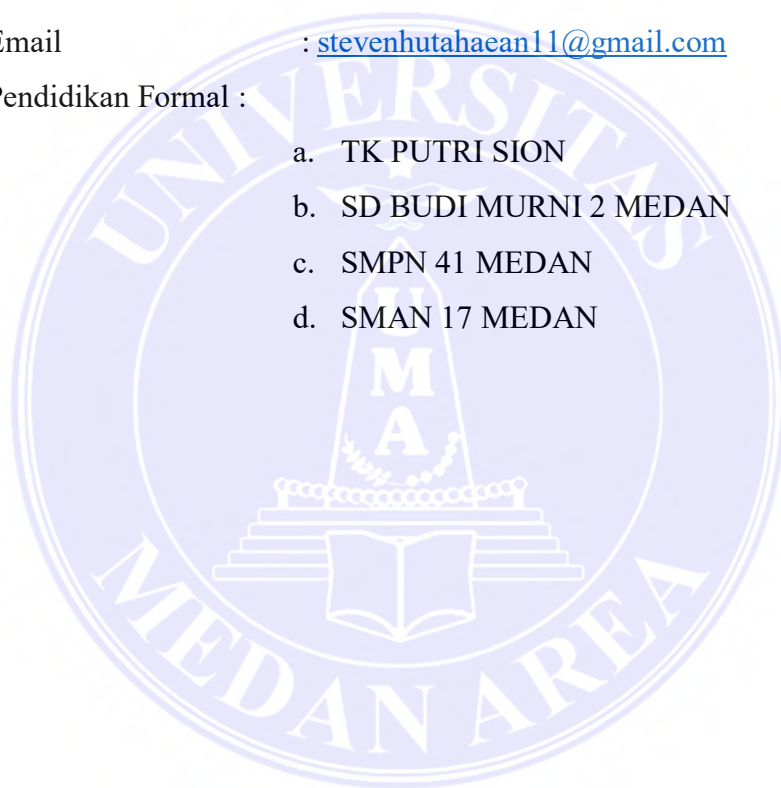 Email : stevenhutahaean11@gmail.com
Pendidikan Formal :
a. TK PUTRI SION
b. SD BUDI MURNI 2 MEDAN
c. SMPN 41 MEDAN
d. SMAN 17 MEDAN
UNIVERSITAS
UMA
MEDAN AREA